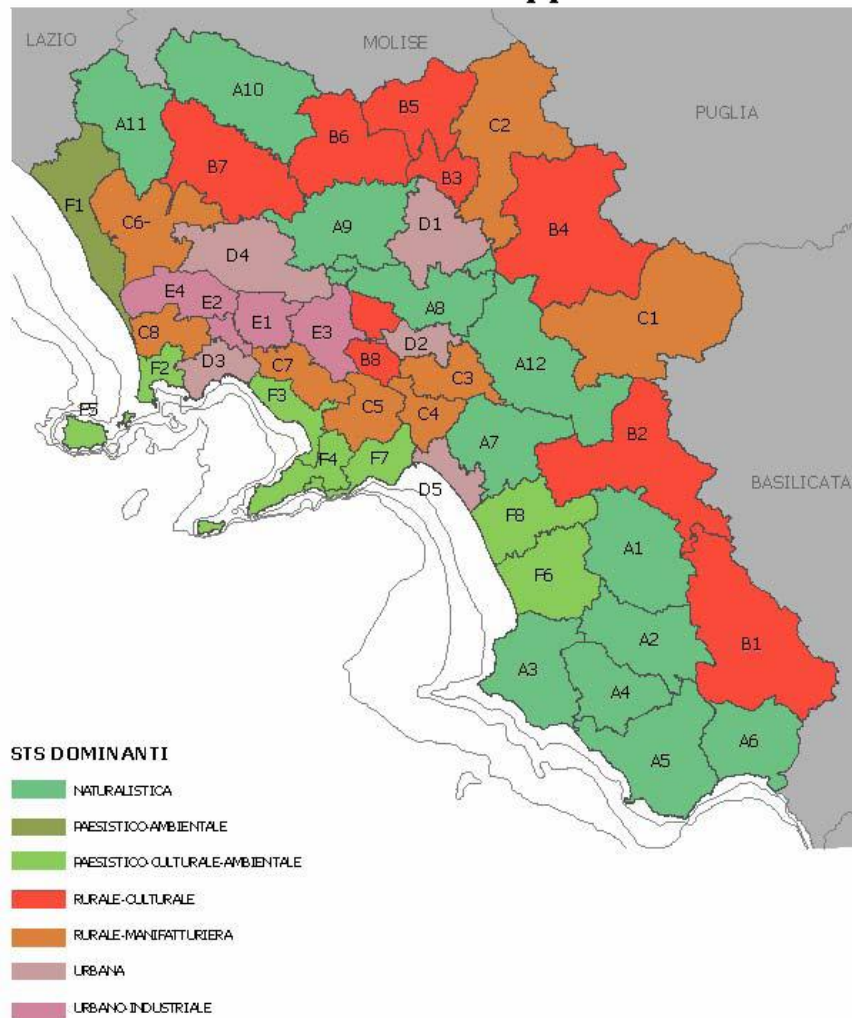 pp
LAZIO
MOLISE
PUGLIA
BASILICATA
A10
A11
B5
C2
B6
B7
B3
F1
C6-
A9
D1
B4
D4
E4
E2
E1
E3
A8
C1
C8
D2
A12
D3
C7
B8
C3
F2
F3
C5
C4
F5
B2
A7
F4
F7
D5
F8
A1
F6
A2
B1
A3
A4
A5
A6
STS DOMINANTI
NATURALISTICA
PAESISTICO-AMBIENTALE
PAESISTICO-CULTURALE-AMBIENTALE
RURALE-CULTURALE
RURALE-MANIFATTURIERA
URBANA
URBANO-INDUSTRIALE